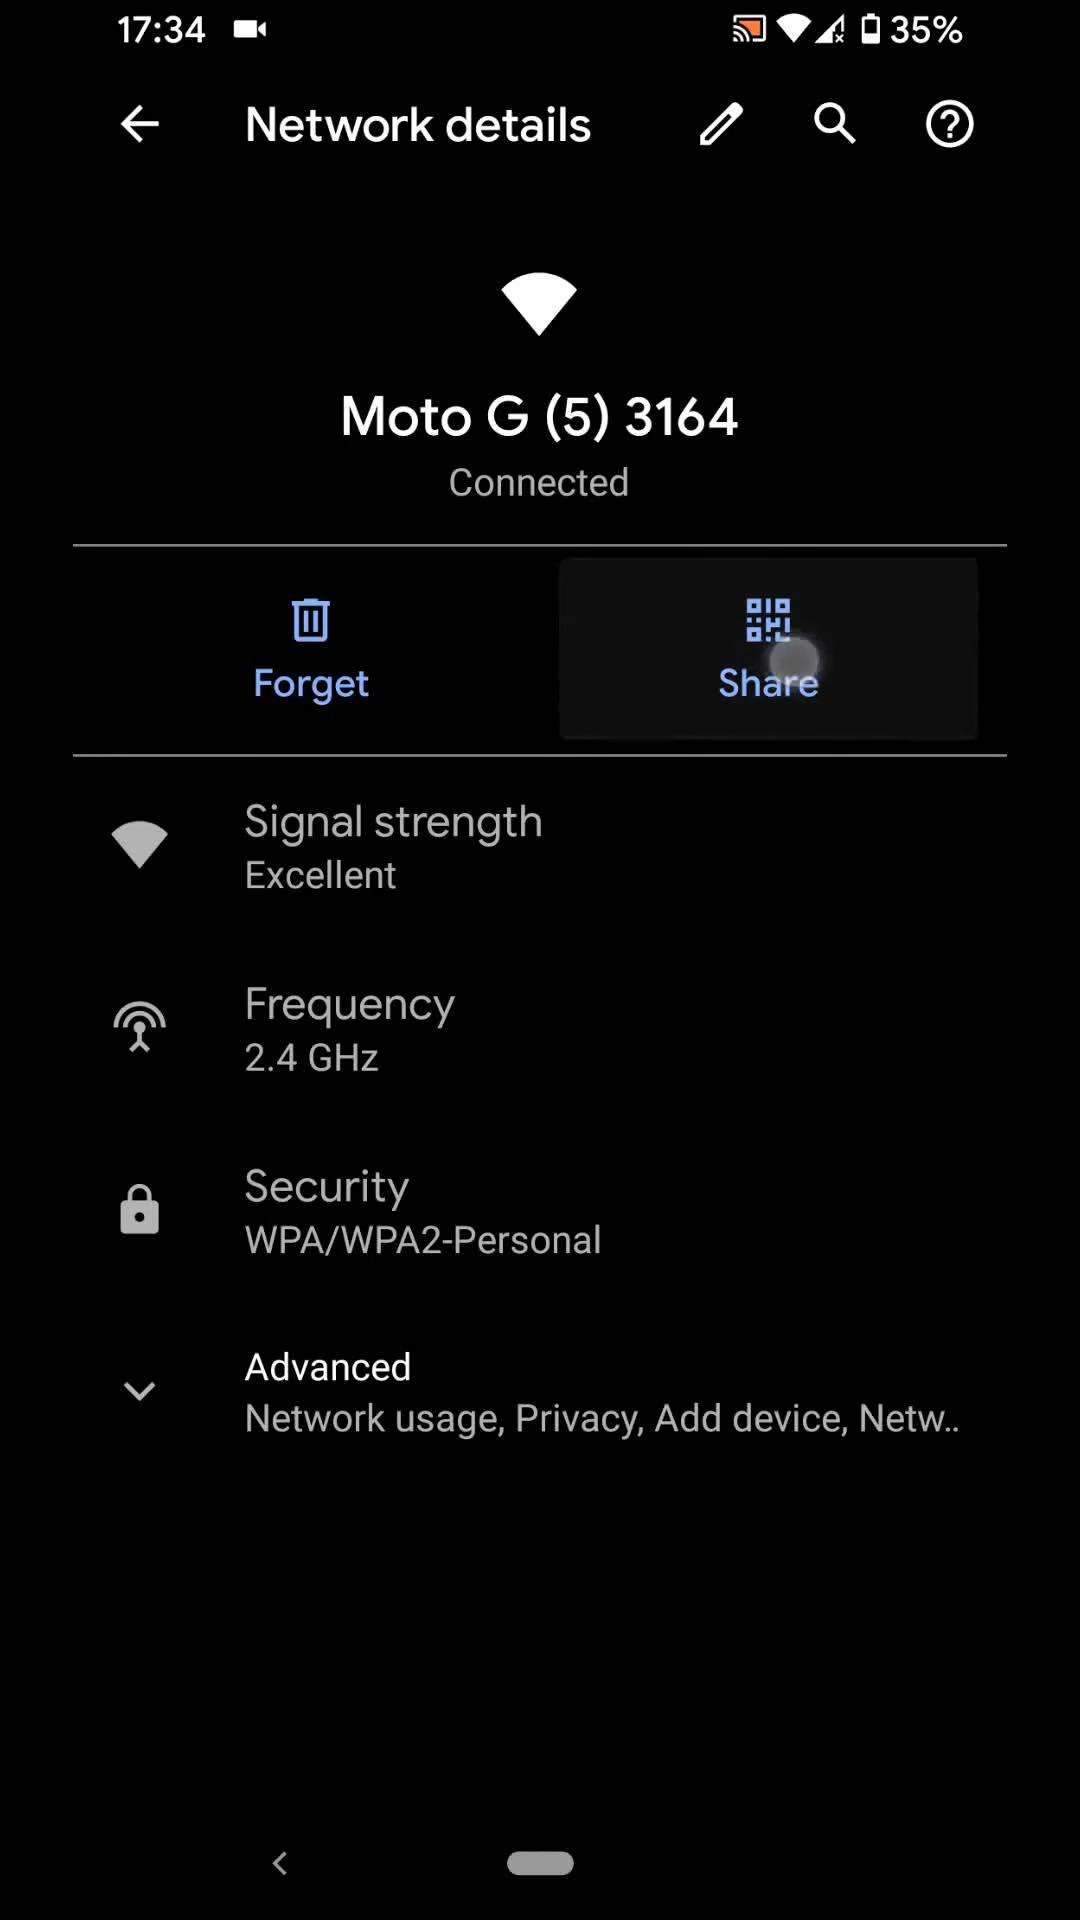 17:34 35%
Network details
Moto G (5) 3164
Connected
Forget Share
Signal strength
Excellent
Frequency
2.4 GHz
Security
WPA/WPA2-Personal
Advanced
Network usage, Privacy, Add device, Netw..